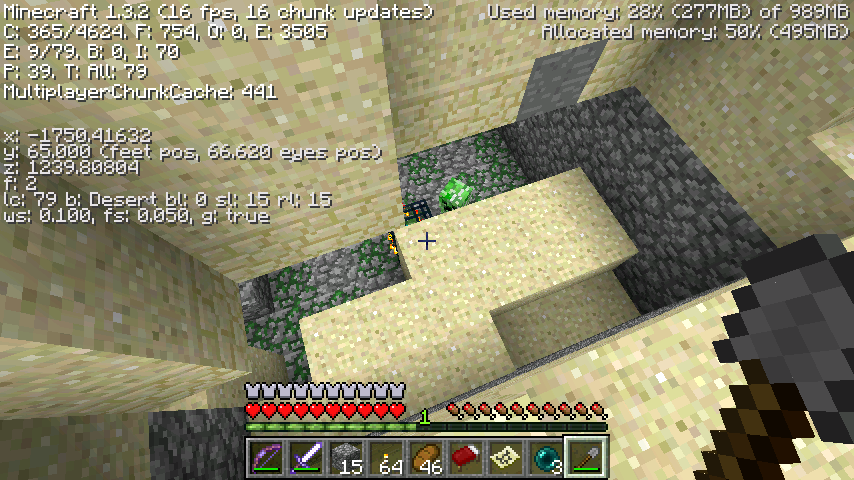 Minecraft 1.3.2 (16 fps, 16 chunk updates)
C: 365/4624, F: 754, O: 0, E: 3505
E: 9/79. B: 0, I: 70
P: 39. T: All: 79
MultiplayerChunkCache: 441
Used memory: 28% (277MB) of 989MB
Allocated memory: 50% (495MB)
x: -1750.41632
y: 65.000 (feet pos, 66.620 eyes pos)
z: 1239.80804
f: 2
lc: 79 b: Desert bl: 0 sl: 15 rl: 15
ws: 0.100, fs: 0.050, g: true
1
15 64 46 3